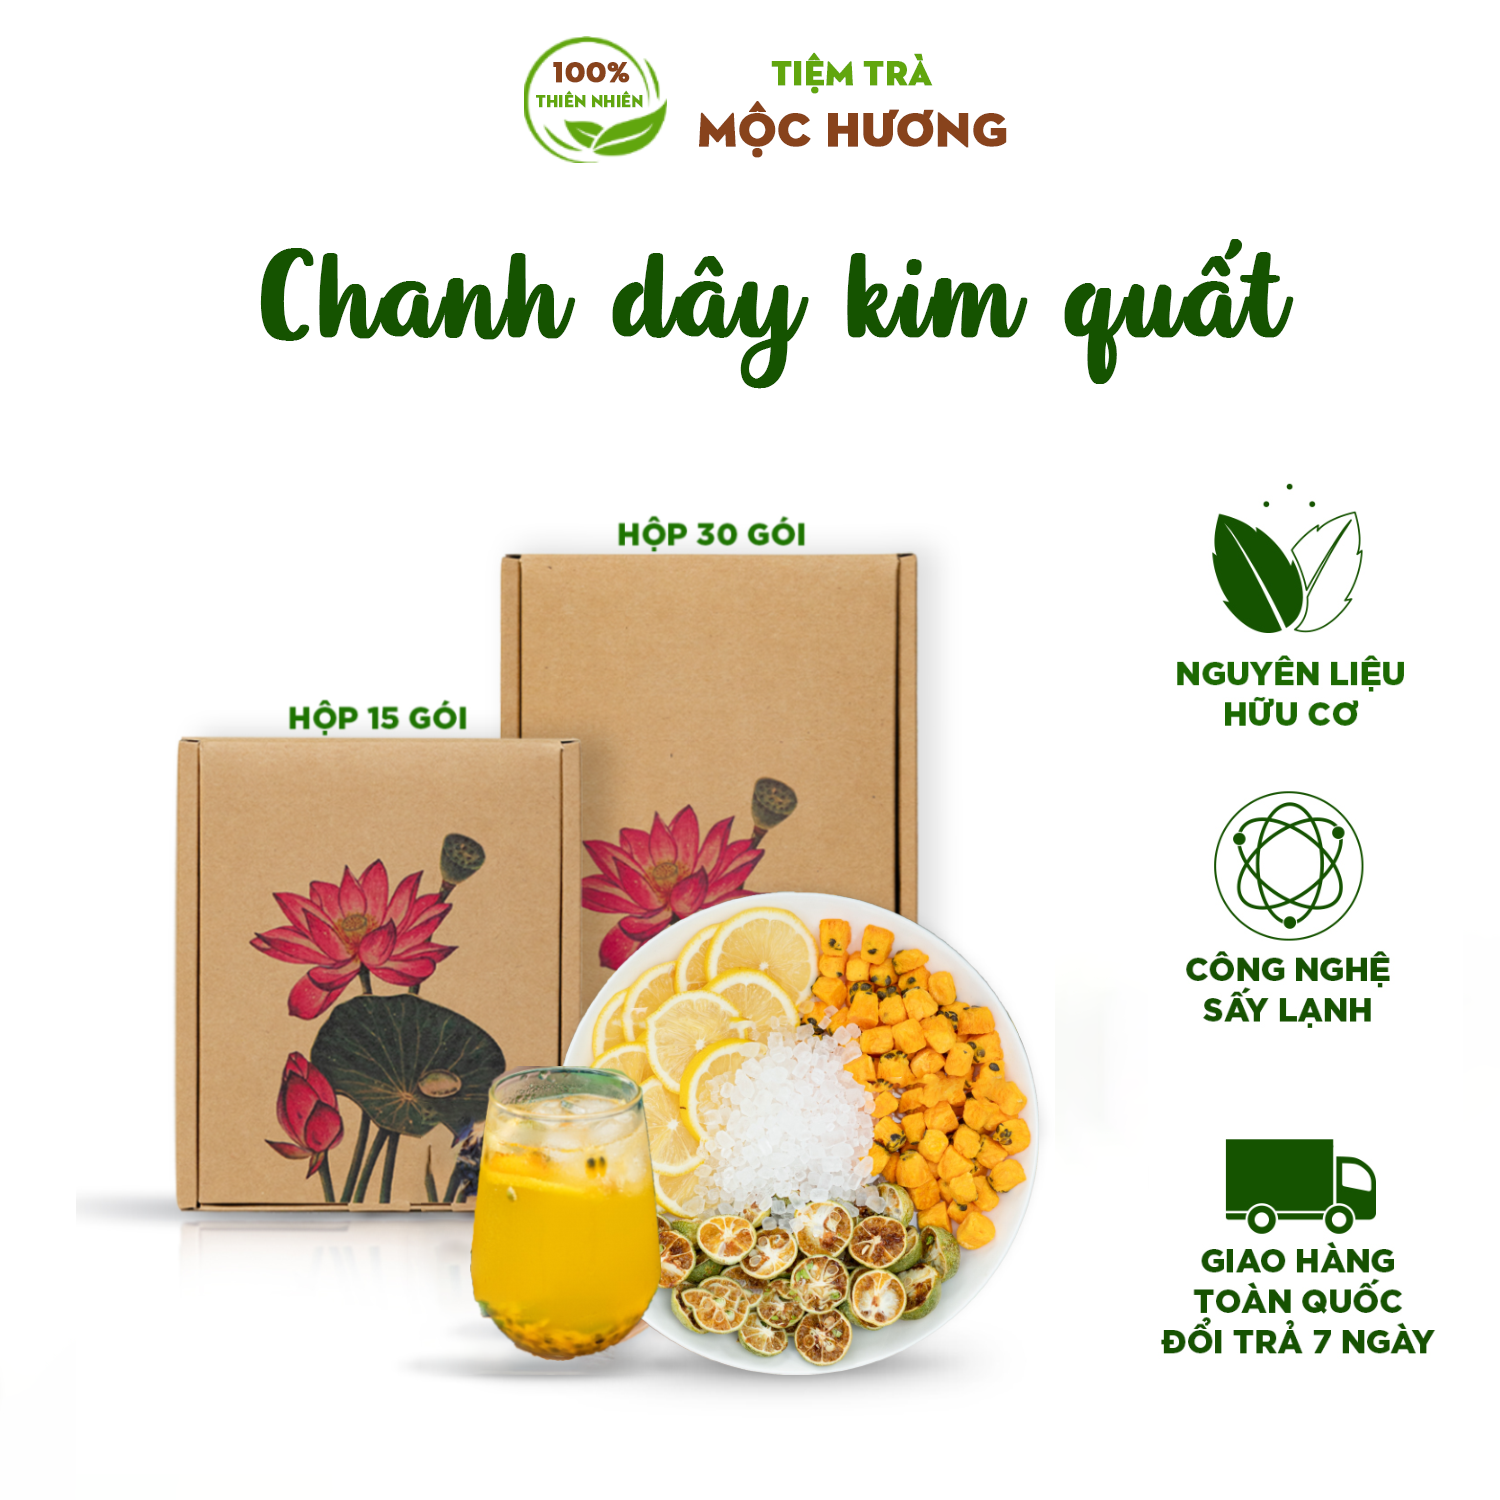 100%
THIÊN NHIÊN
TIỆM TRÀ
MỘC HƯƠNG
Chanh dây kim quất
HỘP 30 GÓI
HỘP 15 GÓI
NGUYÊN LIỆU
HỮU CƠ
CÔNG NGHỆ
SẤY LẠNH
GIAO HÀNG
TOÀN QUỐC
ĐỔI TRẢ 7 NGÀY